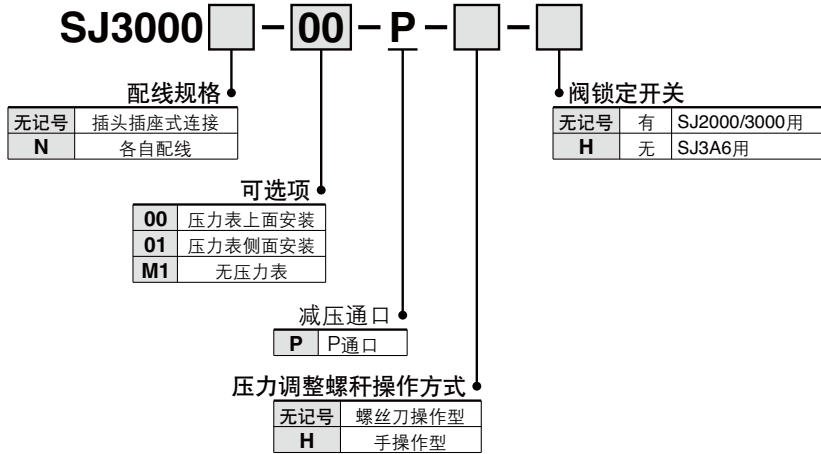 SJ3000 - 00 - P - -
配线规格
无记号 插头插座式连接
N 各自配线
阀锁定开关
无记号 有 SJ2000/3000用
H 无 SJ3A6用
可选项
00 压力表上面安装
01 压力表侧面安装
M1 无压力表
减压通口
P P通口
压力调整螺秆操作方式
无记号 螺丝刀操作型
H 手操作型